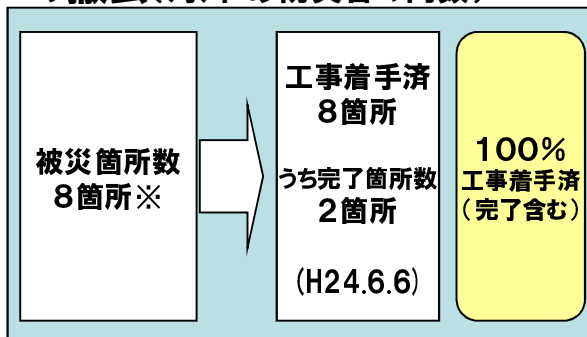 被災箇所数
8箇所※
工事着手済
8箇所
うち完了箇所数
2箇所
(H24.6.6)
100%
工事着手済
(完了含む)